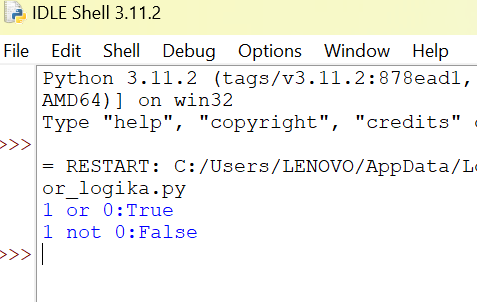 IDLE Shell 3.11.2
File Edit Shell Debug Options Window Help
Python 3.11.2 (tags/v3.11.2:878ead1,
AMD64)] on win32
Type "help", "copyright", "credits"
>>>
= RESTART: C:/Users/LENOVO/AppData/
or_logika.py
1 or 0:True
1 not 0:False
>>>